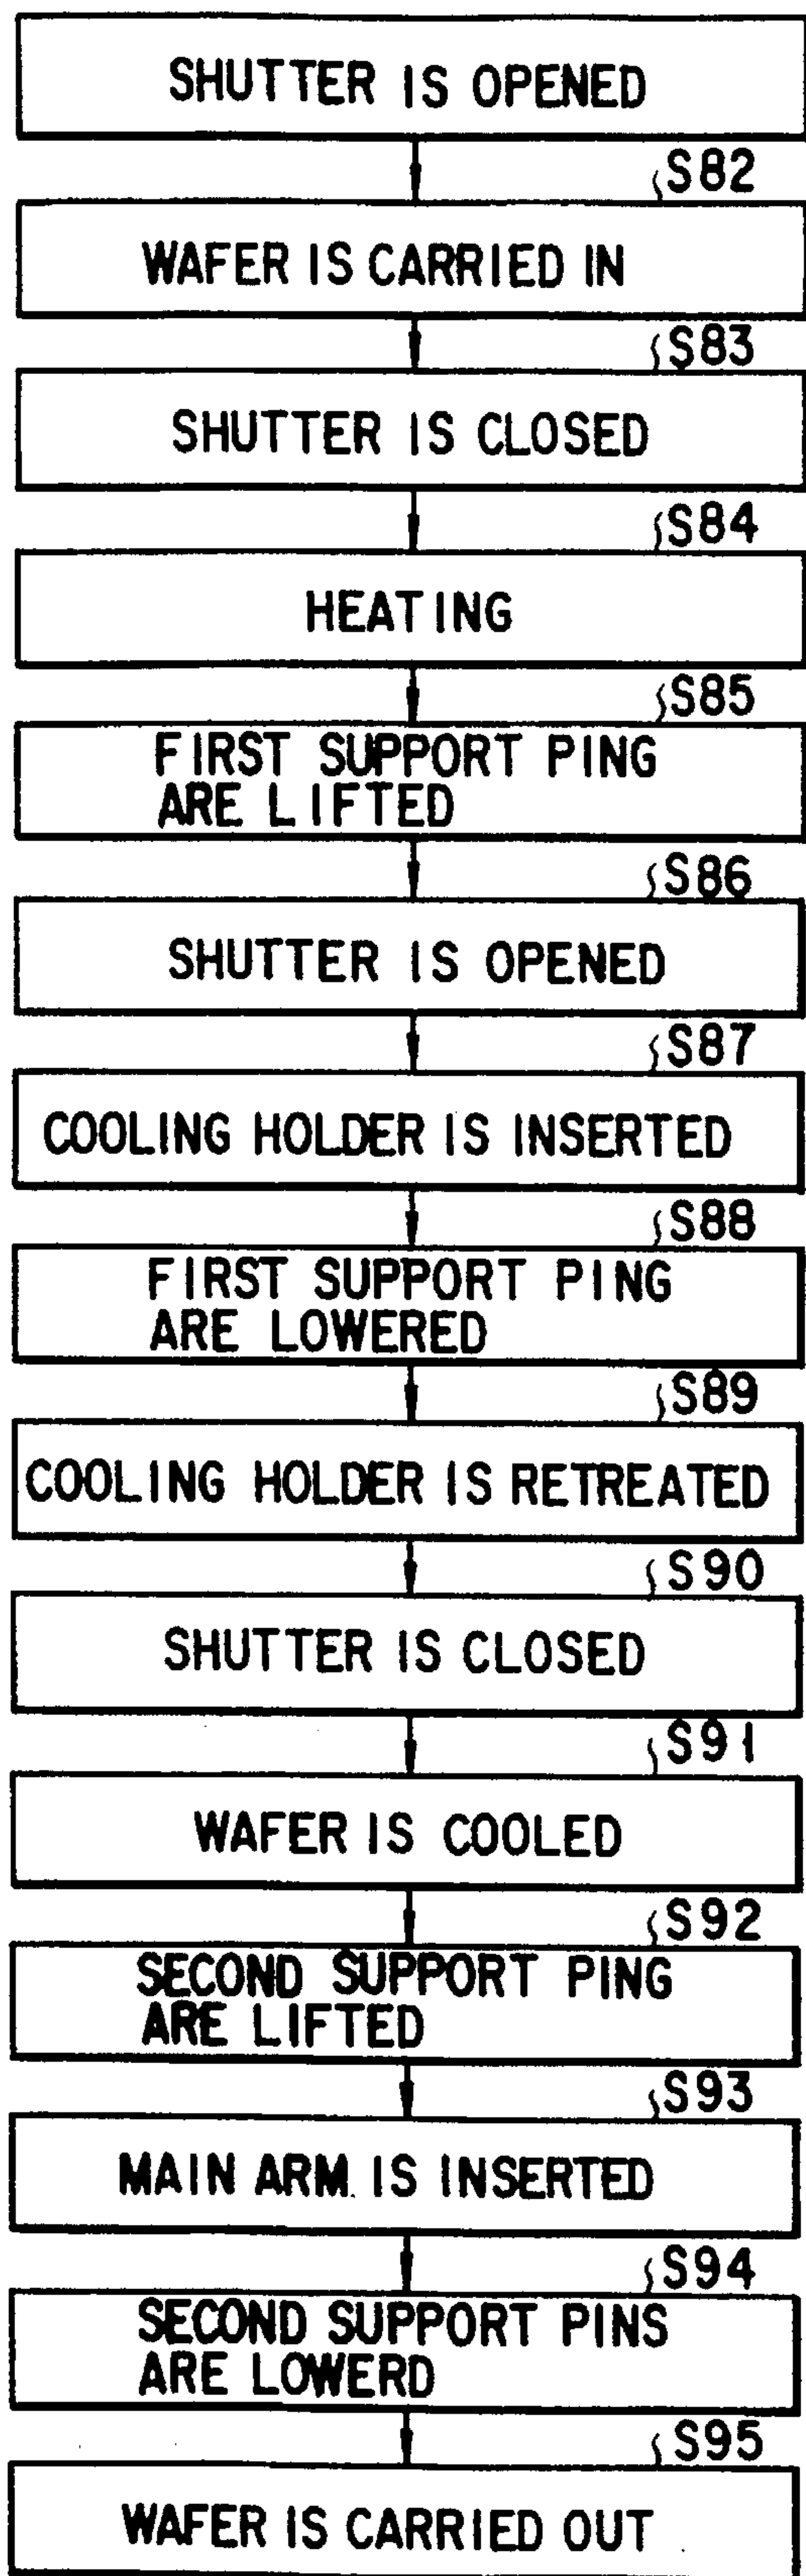 SHUTTER IS OPENED
S82
WAFER IS CARRIED IN
S83
SHUTTER IS CLOSED
S84
HEATING
S85
FIRST SUPPORT PING
ARE LIFTED
S86
SHUTTER IS OPENED
S87
COOLING HOLDER IS INSERTED
S88
FIRST SUPPORT PING
ARE LOWERED
S89
COOLING HOLDER IS RETREATED
S90
SHUTTER IS CLOSED
S91
WAFER IS COOLED
S92
SECOND SUPPORT PING
ARE LIFTED
S93
MAIN ARM IS INSERTED
S94
SECOND SUPPORT PINS
ARE LOWERD
S95
WAFER IS CARRIED OUT